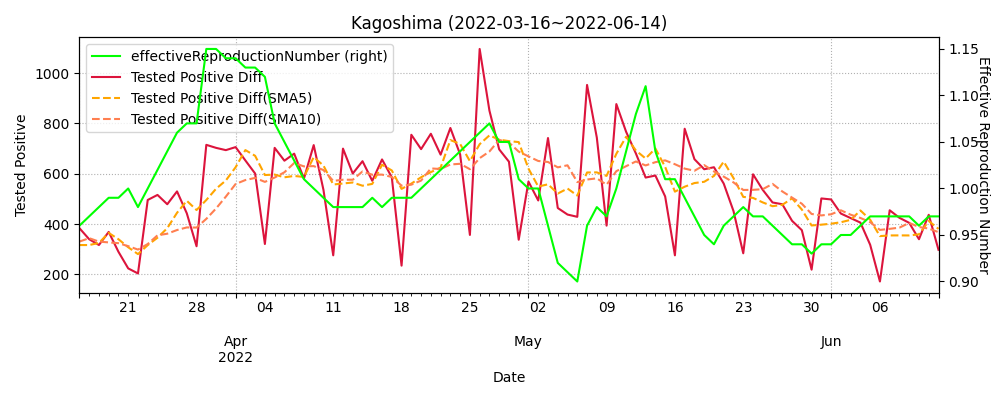 Kagoshima (2022-03-16~2022-06-14)
effectiveReproductionNumber (right)
Tested Positive Diff
Tested Positive Diff(SMA5)
Tested Positive Diff(SMA10)
Tested Positive
1000
800
600
400
200
1.15
1.10
1.05
1.00
0.95
0.90
Effective Reproduction Number
21 28 04 11 18 25 02 09 16 23 30 06
Apr May Jun
2022
Date